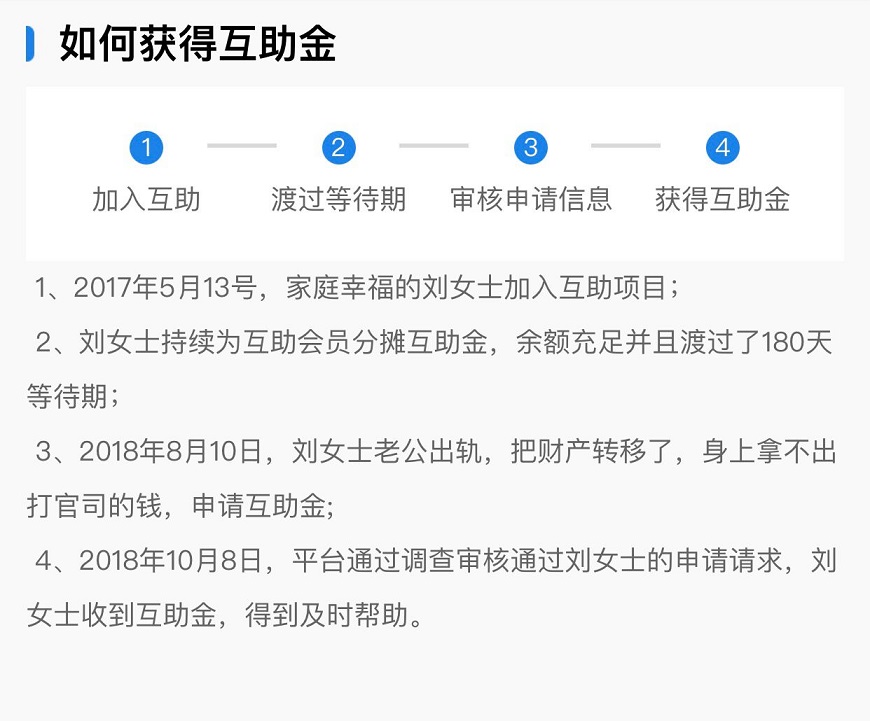 如何获得互助金
1 2 3 4
加入互助 渡过等待期 审核申请信息 获得互助金
1、2017年5月13号，家庭幸福的刘女士加入互助项目；
2、刘女士持续为互助会员分摊互助金，余额充足并且渡过了180天
等待期；
3、2018年8月10日，刘女士老公出轨，把财产转移了，身上拿不出
打官司的钱，申请互助金;
4、2018年10月8日，平台通过调查审核通过刘女士的申请请求，刘
女士收到互助金，得到及时帮助。